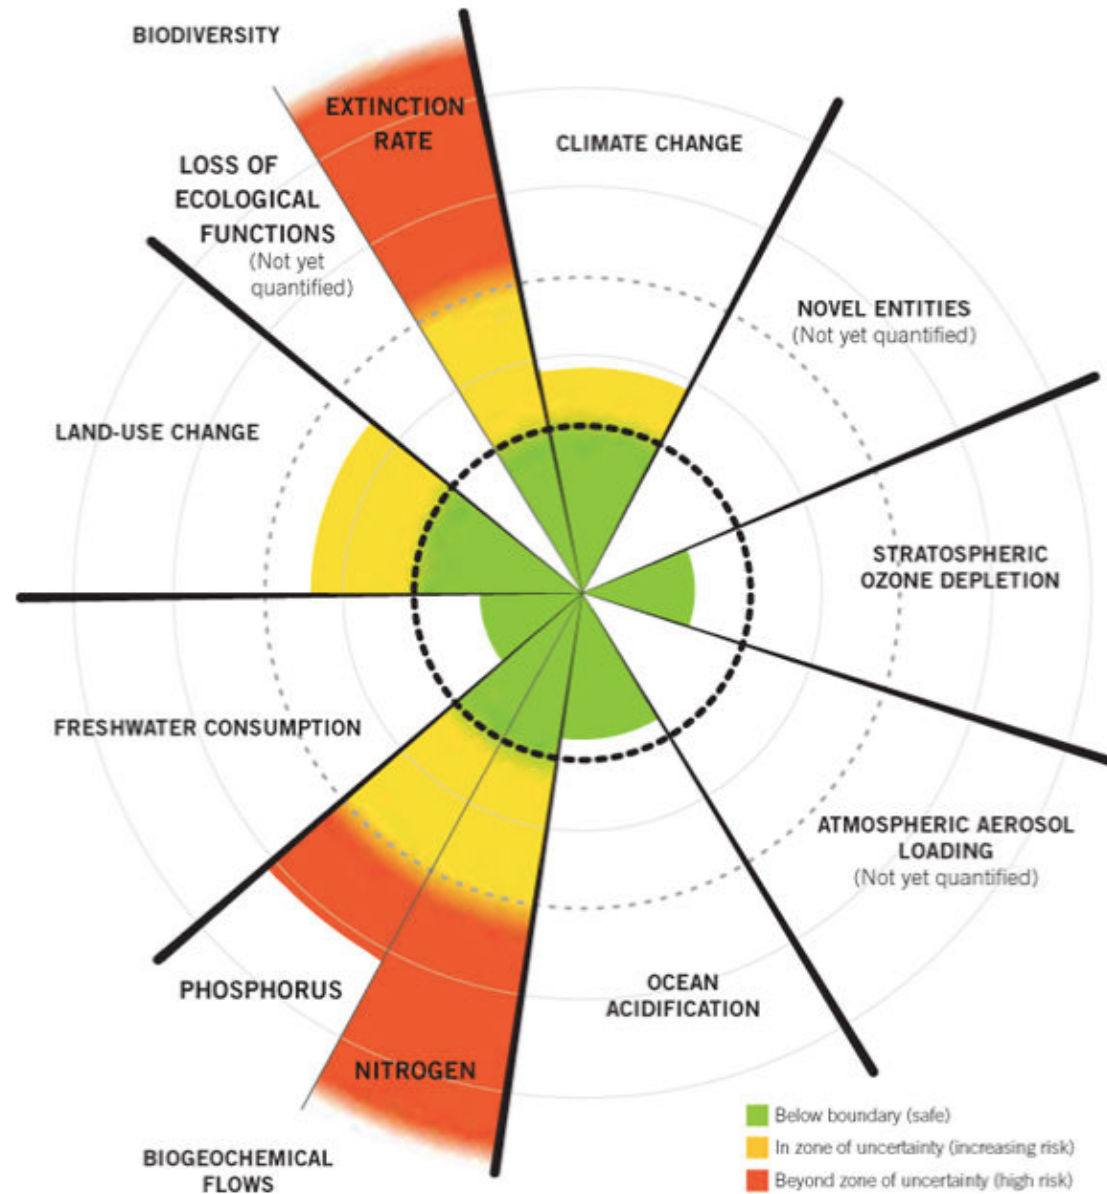 BIODIVERSITY
EXTINCTION
RATE
CLIMATE CHANGE
LOSS OF
ECOLOGICAL
FUNCTIONS
(Not yet
quantified)
NOVEL ENTITIES
(Not yet quantified)
LAND-USE CHANGE
STRATOSPHERIC
OZONE DEPLETION
FRESHWATER CONSUMPTION
ATMOSPHERIC AEROSOL
LOADING
(Not yet quantified)
PHOSPHORUS
OCEAN
ACIDIFICATION
NITROGEN
BIOGEOCHEMICAL
FLOWS
Below boundary (safe)
In zone of uncertainty (increasing risk)
Beyond zone of uncertainty (high risk)